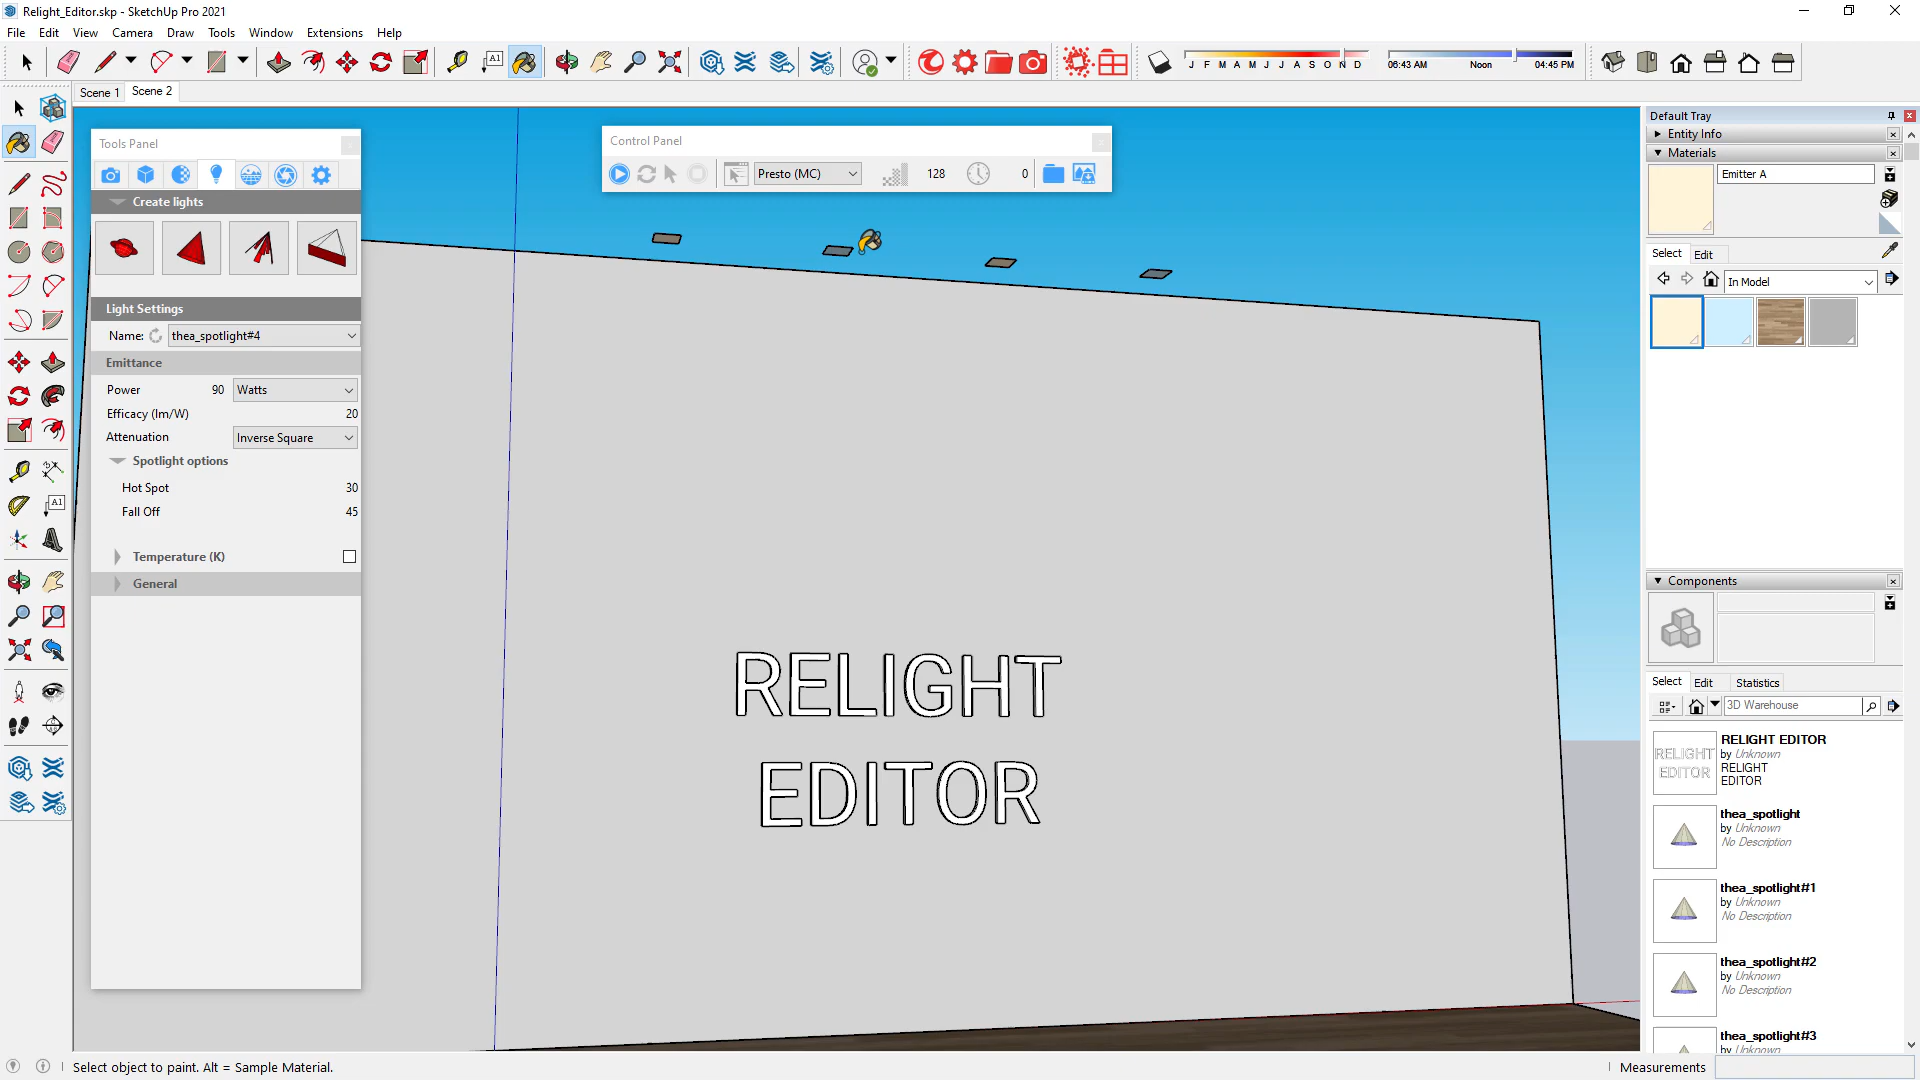 Relight_Editor.skp - SketchUp Pro 2021
File Edit View Camera Draw Tools Window Extensions Help
J F M A M J J A S O N D
06:43 AM Noon 04:45 PM
Scene 1 Scene 2
Tools Panel
Create lights
Light Settings
Name: thea_spotlight#4
Emittance
Power 90 Watts
Efficacy (lm/W) 20
Attenuation Inverse Square
Spotlight options
Hot Spot 30
Fall Off 45
Temperature (K)
General
Control Panel
Presto (MC) 128 0
RELIGHT
EDITOR
Default Tray
Entity Info
Materials
Emitter A
Select Edit
In Model
Components
Select Edit Statistics
3D Warehouse
RELIGHT EDITOR
by Unknown
RELIGHT
EDITOR
RELIGHT
EDITOR
thea_spotlight
by Unknown
No Description
thea_spotlight#1
by Unknown
No Description
thea_spotlight#2
by Unknown
No Description
thea_spotlight#3
by Unknown
A1
A1
Select object to paint. Alt = Sample Material.
Measurements